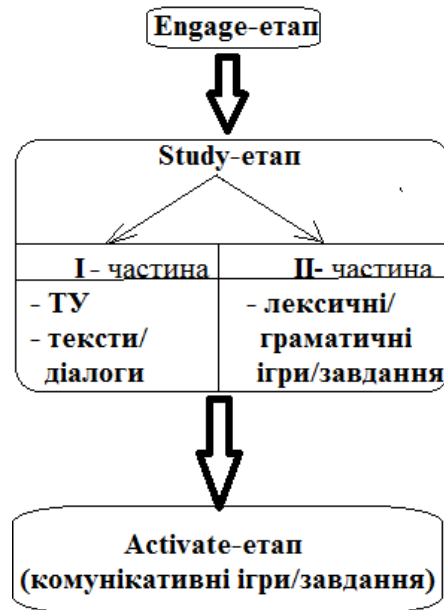 Engage-етап
Study-етап
I - частина
- ТУ
- тексти/
діалоги
II- частина
- лексичні/
граматичні
ігри/завдання
Activate-етап
(комунікативні ігри/завдання)